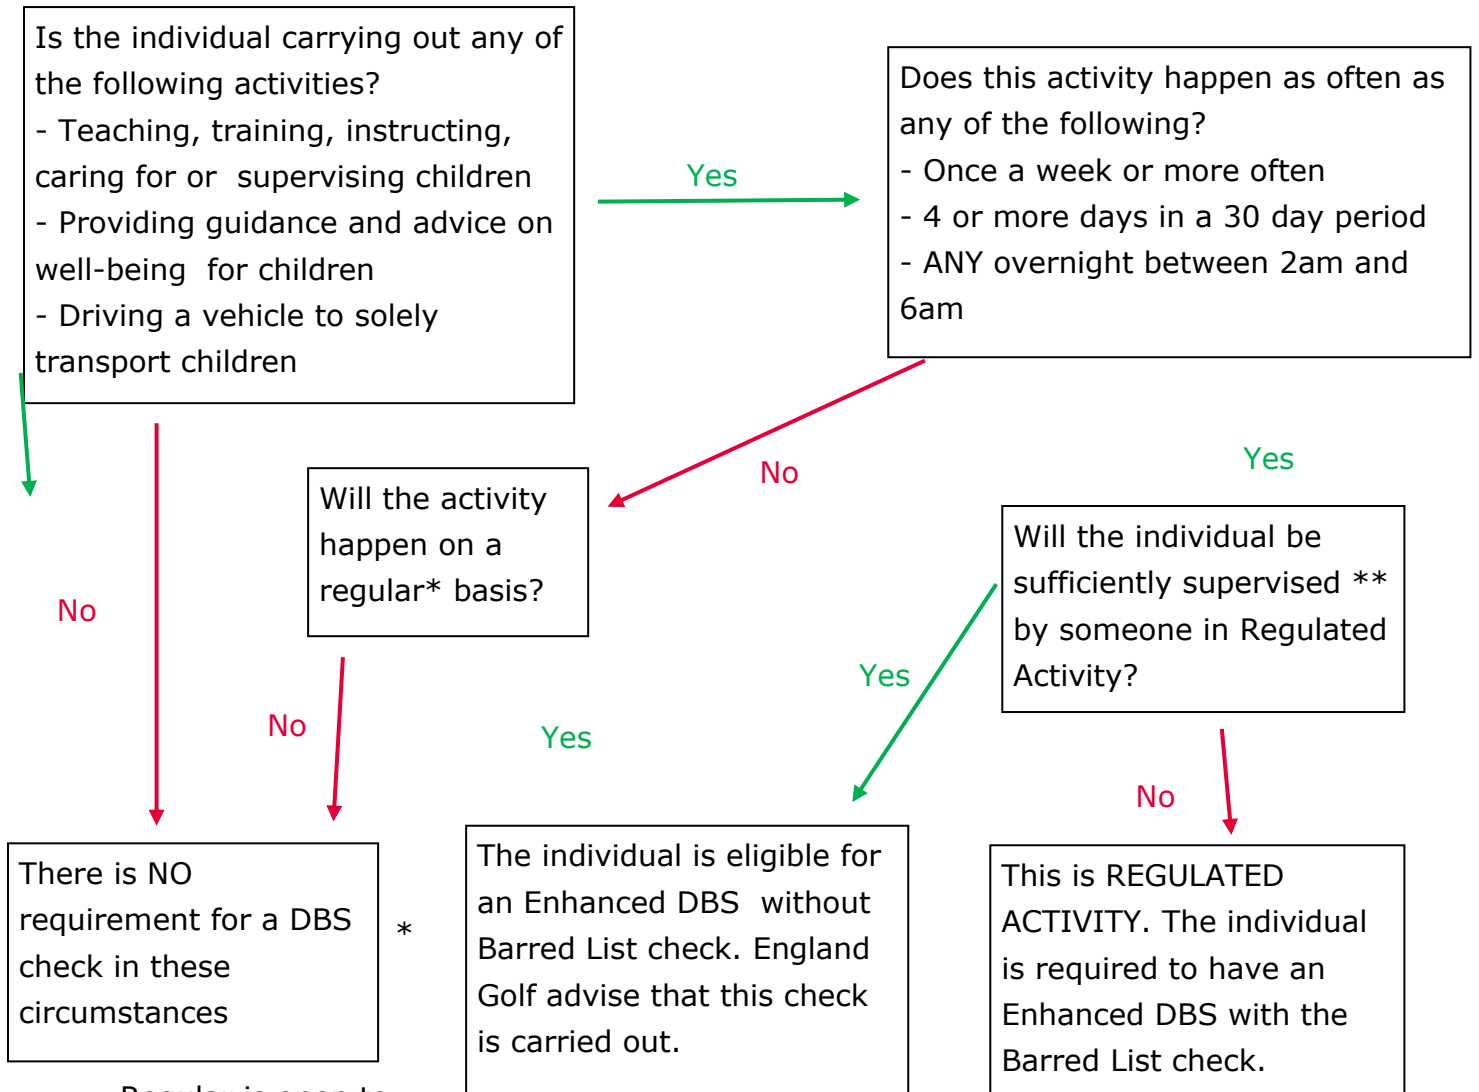 Is the individual carrying out any of
the following activities?
- Teaching, training, instructing,
caring for or  supervising children
- Providing guidance and advice on
well-being  for children
- Driving a vehicle to solely
transport children
Yes
Does this activity happen as often as
any of the following?
- Once a week or more often
- 4 or more days in a 30 day period
- ANY overnight between 2am and
6am
No
Yes
Will the activity
happen on a
regular* basis?
Will the individual be
sufficiently supervised **
by someone in Regulated
Activity?
No
Yes
No
Yes
No
There is NO
requirement for a DBS
check in these
circumstances
*
The individual is eligible for
an Enhanced DBS  without
Barred List check. England
Golf advise that this check
is carried out.
This is REGULATED
ACTIVITY. The individual
is required to have an
Enhanced DBS with the
Barred List check.
Regular is open to